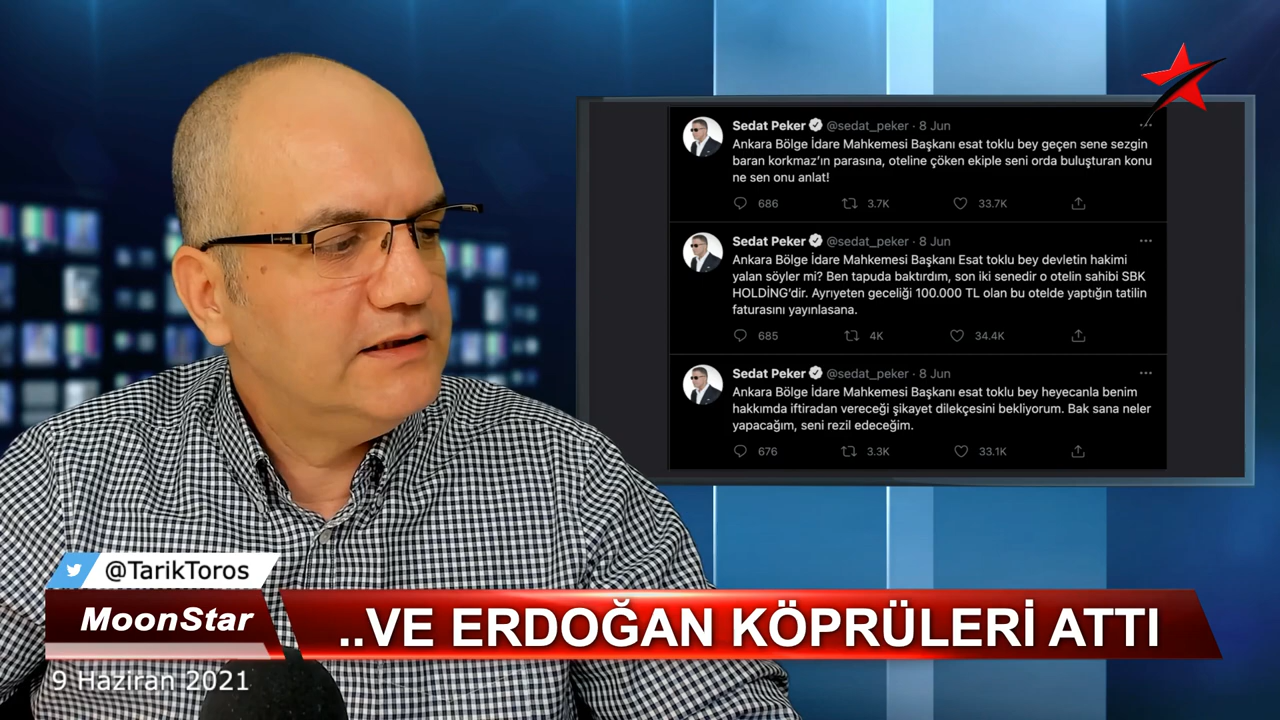 Sedat Peker @sedat_peker · 8 Jun
Ankara Bölge İdare Mahkemesi Başkanı esat toklu bey geçen sene sezgin
baran korkmaz'ın parasına, oteline çöken ekiple seni orda buluşturan konu
ne sen onu anlat!
686 3.7K 33.7K
Sedat Peker @sedat_peker · 8 Jun
Ankara Bölge İdare Mahkemesi Başkanı Esat toklu bey devletin hakimi
yalan söyler mi? Ben tapuda baktırdım, son iki senedir o otelin sahibi SBK
HOLDİNG'dir. Ayrıyeten geceliği 100.000 TL olan bu otelde yaptığın tatilin
faturasını yayınlasana.
685 4K 34.4K
Sedat Peker @sedat_peker · 8 Jun
Ankara Bölge İdare Mahkemesi Başkanı esat toklu bey heyecanla benim
hakkımda iftiradan vereceği şikayet dilekçesini bekliyorum. Bak sana neler
yapacağım, seni rezil edeceğim.
676 3.3K 33.1K
@TarikToros
MoonStar
..VE ERDOĞAN KÖPRÜLERİ ATTI
9 Haziran 2021